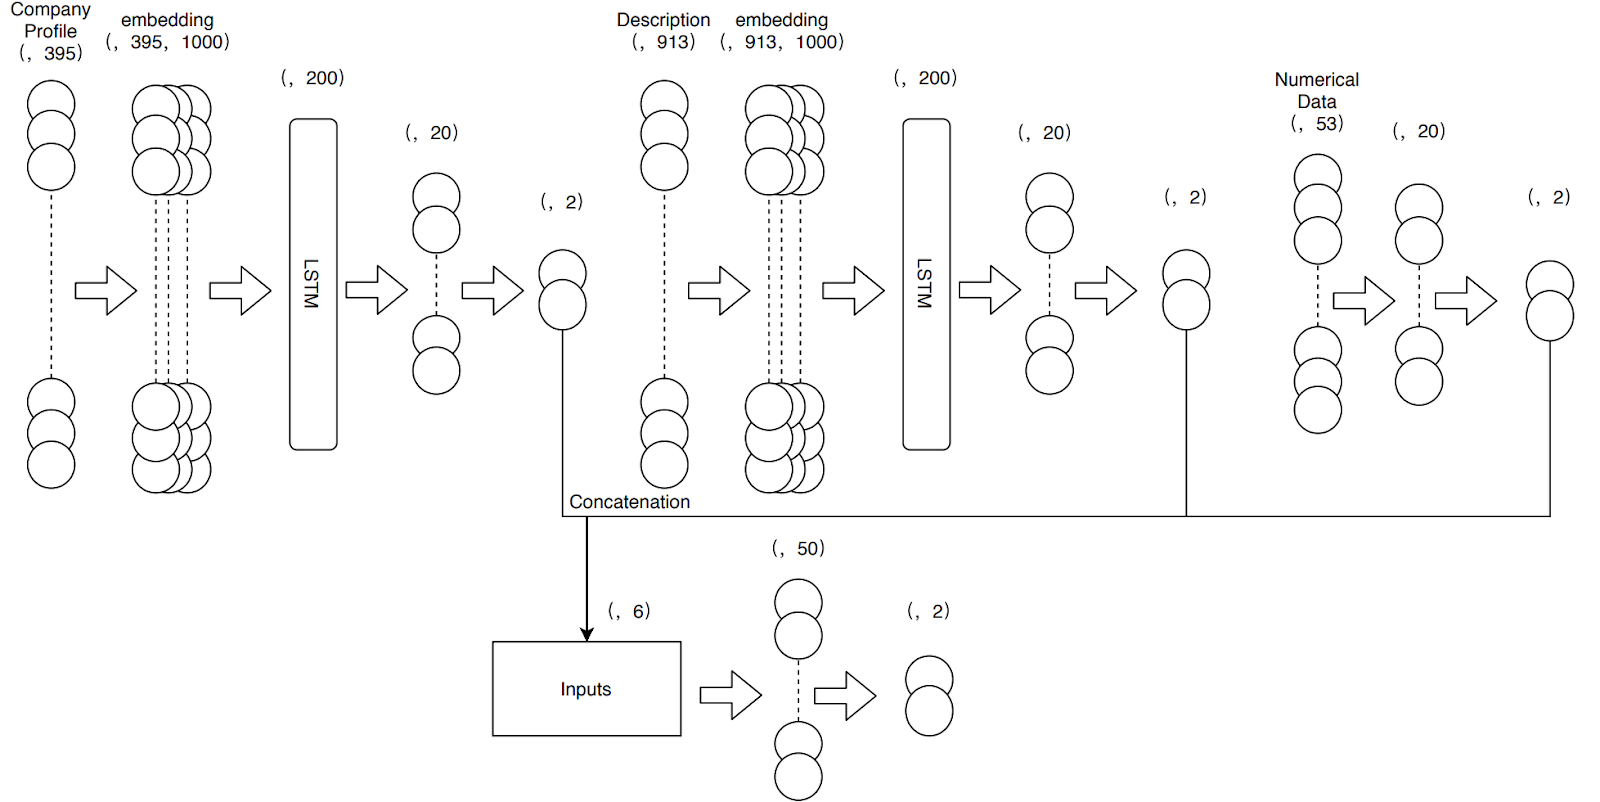 Company
Profile
(, 395)
embedding
(, 395, 1000)
(, 200)
LSTM
(, 20)
(, 2)
Description
(, 913)
embedding
(, 913, 1000)
(, 200)
LSTM
(, 20)
(, 2)
Numerical
Data
(, 53)
(, 20)
(, 2)
Concatenation
(, 6)
Inputs
(, 50)
(, 2)